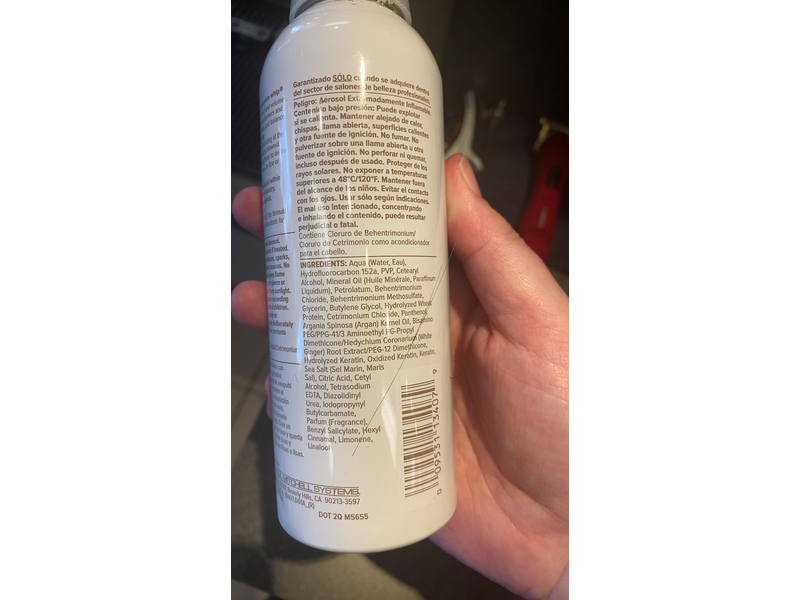 Garantizado SÓLO cuando se adquiere dentro
del sector de salones de belleza profesionales.
Peligro: Aérosol Extremadamente Inflamable.
Contenido bajo presión: Puede explotar
si se calienta. Mantener alejado de calor,
chispas, llama abierta, superficies calientes
y otra fuente de ignición. No fumar. No
pulverizar sobre una llama abierta u otra
fuente de ignición. No perforar ni quemar,
incluso después de usado. Proteger de los
rayos solares. No exponer a temperaturas
superiores a 48°C/120°F. Mantener fuera
del alcance de los niños. Evitar el contacto
con los ojos. Usar sólo según indicaciones.
El mal uso intencionado, concentrando
e inhalando el contenido, puede resultar
perjudicial o fatal.
Contiene Cloruro de Behentrimonium/
Cloruro de Cetrimonio como acondicionador
para el cabello.
INGREDIENTS: Aqua (Water, Eau),
Hydrofluorocarbon 152a, PVP, Cetearyl
Alcohol, Mineral Oil (Huile Minérale, Paraffinum
Liquidum), Petrolatum, Behentrimonium
Chloride, Behentrimonium Methosulfate,
Glycerin, Butylene Glycol, Hydrolyzed Wheat
Protein, Cetrimonium Chloride, Panthenol,
Argania Spinosa (Argan) Kernel Oil, Bisamino
PEG/PPG-41/3 Aminoethyl PG-Propyl
Dimethicone/Hedychium Coronarium (White
Ginger) Root Extract/PEG-12 Dimethicone,
Hydrolyzed Keratin, Oxidized Keratin, Keratin,
Sea Salt (Sel Marin, Maris
Sal), Citric Acid, Cetyl
Alcohol, Tetrasodium
EDTA, Diazolidinyl
Urea, Iodopropynyl
Butylcarbamate,
Parfum (Fragrance),
Benzyl Salicylate, Hexyl
Cinnamal, Limonene,
Linalool
0 09531 13407 9
MITCHELL SYSTEMS,
Beverly Hills, CA 90213-3597
DOT 2Q M5655